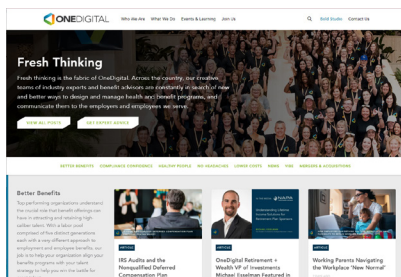 ONEDIGITAL
Who We Are What We Do Events & Learning Join Us Bold Studio Contact Us
Fresh Thinking
Fresh thinking is the fabric of OneDigital. Across the country, our creative
teams of industry experts and benefit advisors are constantly in search of new
and better ways to design and manage health and benefit programs, and
communicate them to the employers and employees we serve.
VIEW ALL POSTS GET EXPERT ADVICE
BETTER BENEFITS COMPLIANCE CONFIDENCE HEALTHY PEOPLE HR LOWER COSTS NEWS MERGERS & ACQUISITIONS
Better Benefits
Top performing organizations understand
the crucial role that benefit offerings can
have in attracting and retaining high
caliber talent. With a labor pool
comprised of five distinct generations
each with a very different approach to
employment and employee benefits, our
job is to help your organization align your
benefits programs with your talent
strategy to help you win the battle for
ARTICLE
IRS Audits and the
Nonqualified Deferred
Compensation Plan
ARTICLE
OneDigital Retirement +
Wealth VP of Investments
Michael Esselman Featured in
ARTICLE
Working Parents Navigating
the Workplace 'New Normal'